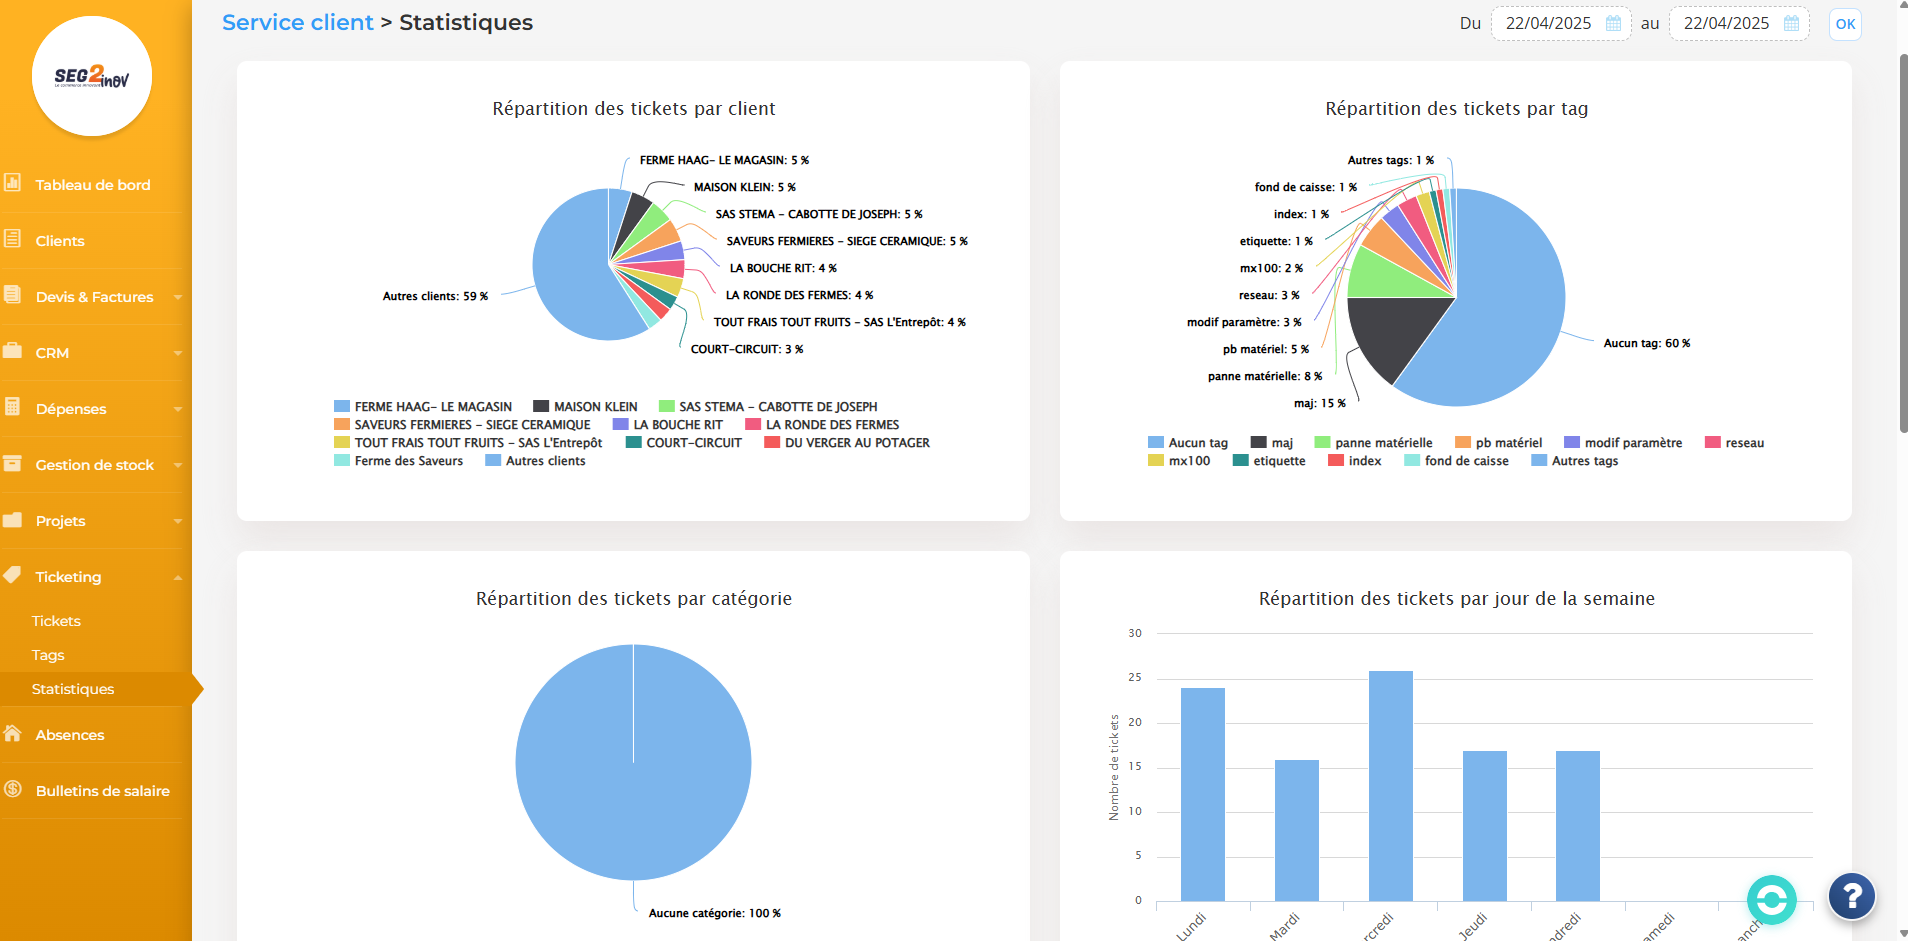 SEG2inov
Tableau de bord
Clients
Devis & Factures
CRM
Dépenses
Gestion de stock
Projets
Ticketing
Tickets
Tags
Statistiques
Absences
Bulletins de salaire
Service client > Statistiques
Du 22/04/2025 au 22/04/2025 OK
Répartition des tickets par client
FERME HAAG- LE MAGASIN: 5 %
MAISON KLEIN: 5 %
SAS STEMA - CABOTTE DE JOSEPH: 5 %
SAVEURS FERMIERES - SIEGE CERAMIQUE: 5 %
LA BOUCHE RIT: 4 %
LA RONDE DES FERMES: 4 %
TOUT FRAIS TOUT FRUITS - SAS L'Entrepôt: 4 %
COURT-CIRCUIT: 3 %
Autres clients: 59 %
FERME HAAG- LE MAGASIN MAISON KLEIN SAS STEMA - CABOTTE DE JOSEPH
SAVEURS FERMIERES - SIEGE CERAMIQUE LA BOUCHE RIT LA RONDE DES FERMES
TOUT FRAIS TOUT FRUITS - SAS L'Entrepôt COURT-CIRCUIT DU VERGER AU POTAGER
Ferme des Saveurs Autres clients
Répartition des tickets par tag
Autres tags: 1 %
fond de caisse: 1 %
index: 1 %
etiquette: 1 %
mx100: 2 %
reseau: 3 %
modif paramètre: 3 %
pb matériel: 5 %
panne matérielle: 8 %
maj: 15 %
Aucun tag: 60 %
Aucun tag maj panne matérielle pb matériel modif paramètre reseau
mx100 etiquette index fond de caisse Autres tags
Répartition des tickets par catégorie
Aucune catégorie: 100 %
Répartition des tickets par jour de la semaine
Nombre de tickets
30
25
20
15
10
5
0
Lundi
Mardi
rcredi
Jeudi
ndredi
amedi
anch
?